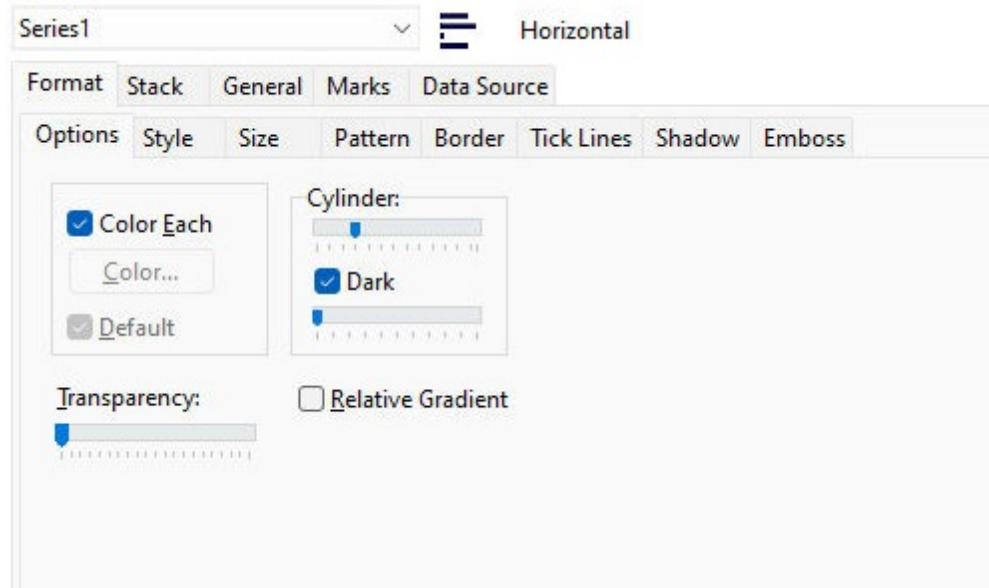 Series1 Horizontal
Format Stack General Marks Data Source
Options Style Size Pattern Border Tick Lines Shadow Emboss
Color Each
Color...
Default
Cylinder:
Dark
Transparency:
Relative Gradient